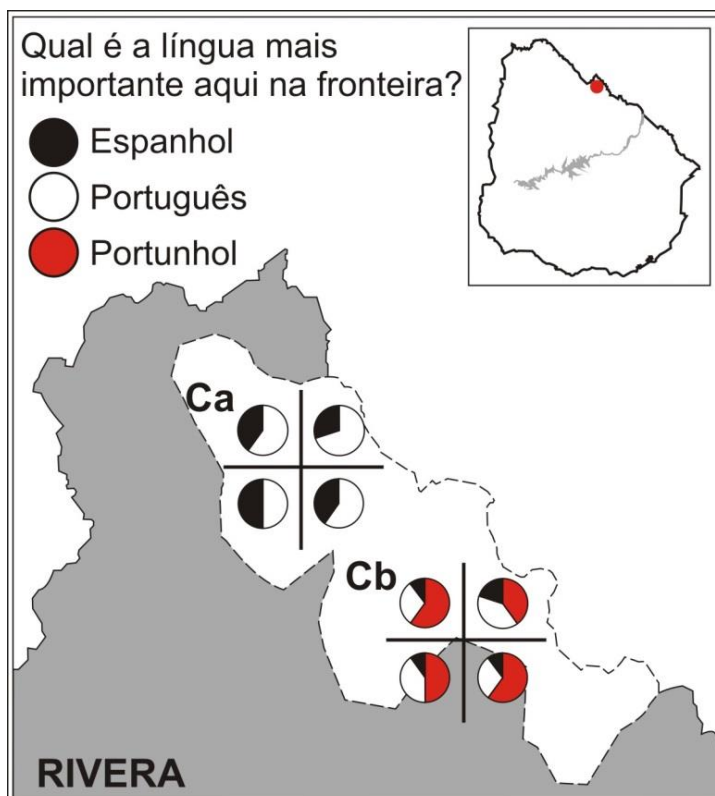 Qual é a língua mais
importante aqui na fronteira?
Espanhol
Português
Portunhol
Ca
Cb
RIVERA